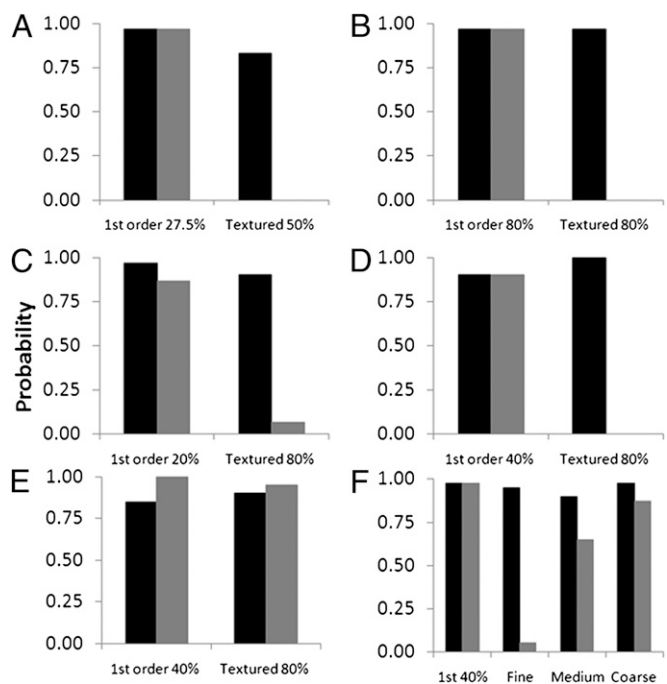 A
1.00
0.75
0.50
0.25
0.00
1st order 27.5% Textured 50%
B
1.00
0.75
0.50
0.25
0.00
1st order 80% Textured 80%
Probability
C
1.00
0.75
0.50
0.25
0.00
1st order 20% Textured 80%
D
1.00
0.75
0.50
0.25
0.00
1st order 40% Textured 80%
E
1.00
0.75
0.50
0.25
0.00
1st order 40% Textured 80%
F
1.00
0.75
0.50
0.25
0.00
1st 40% Fine Medium Coarse